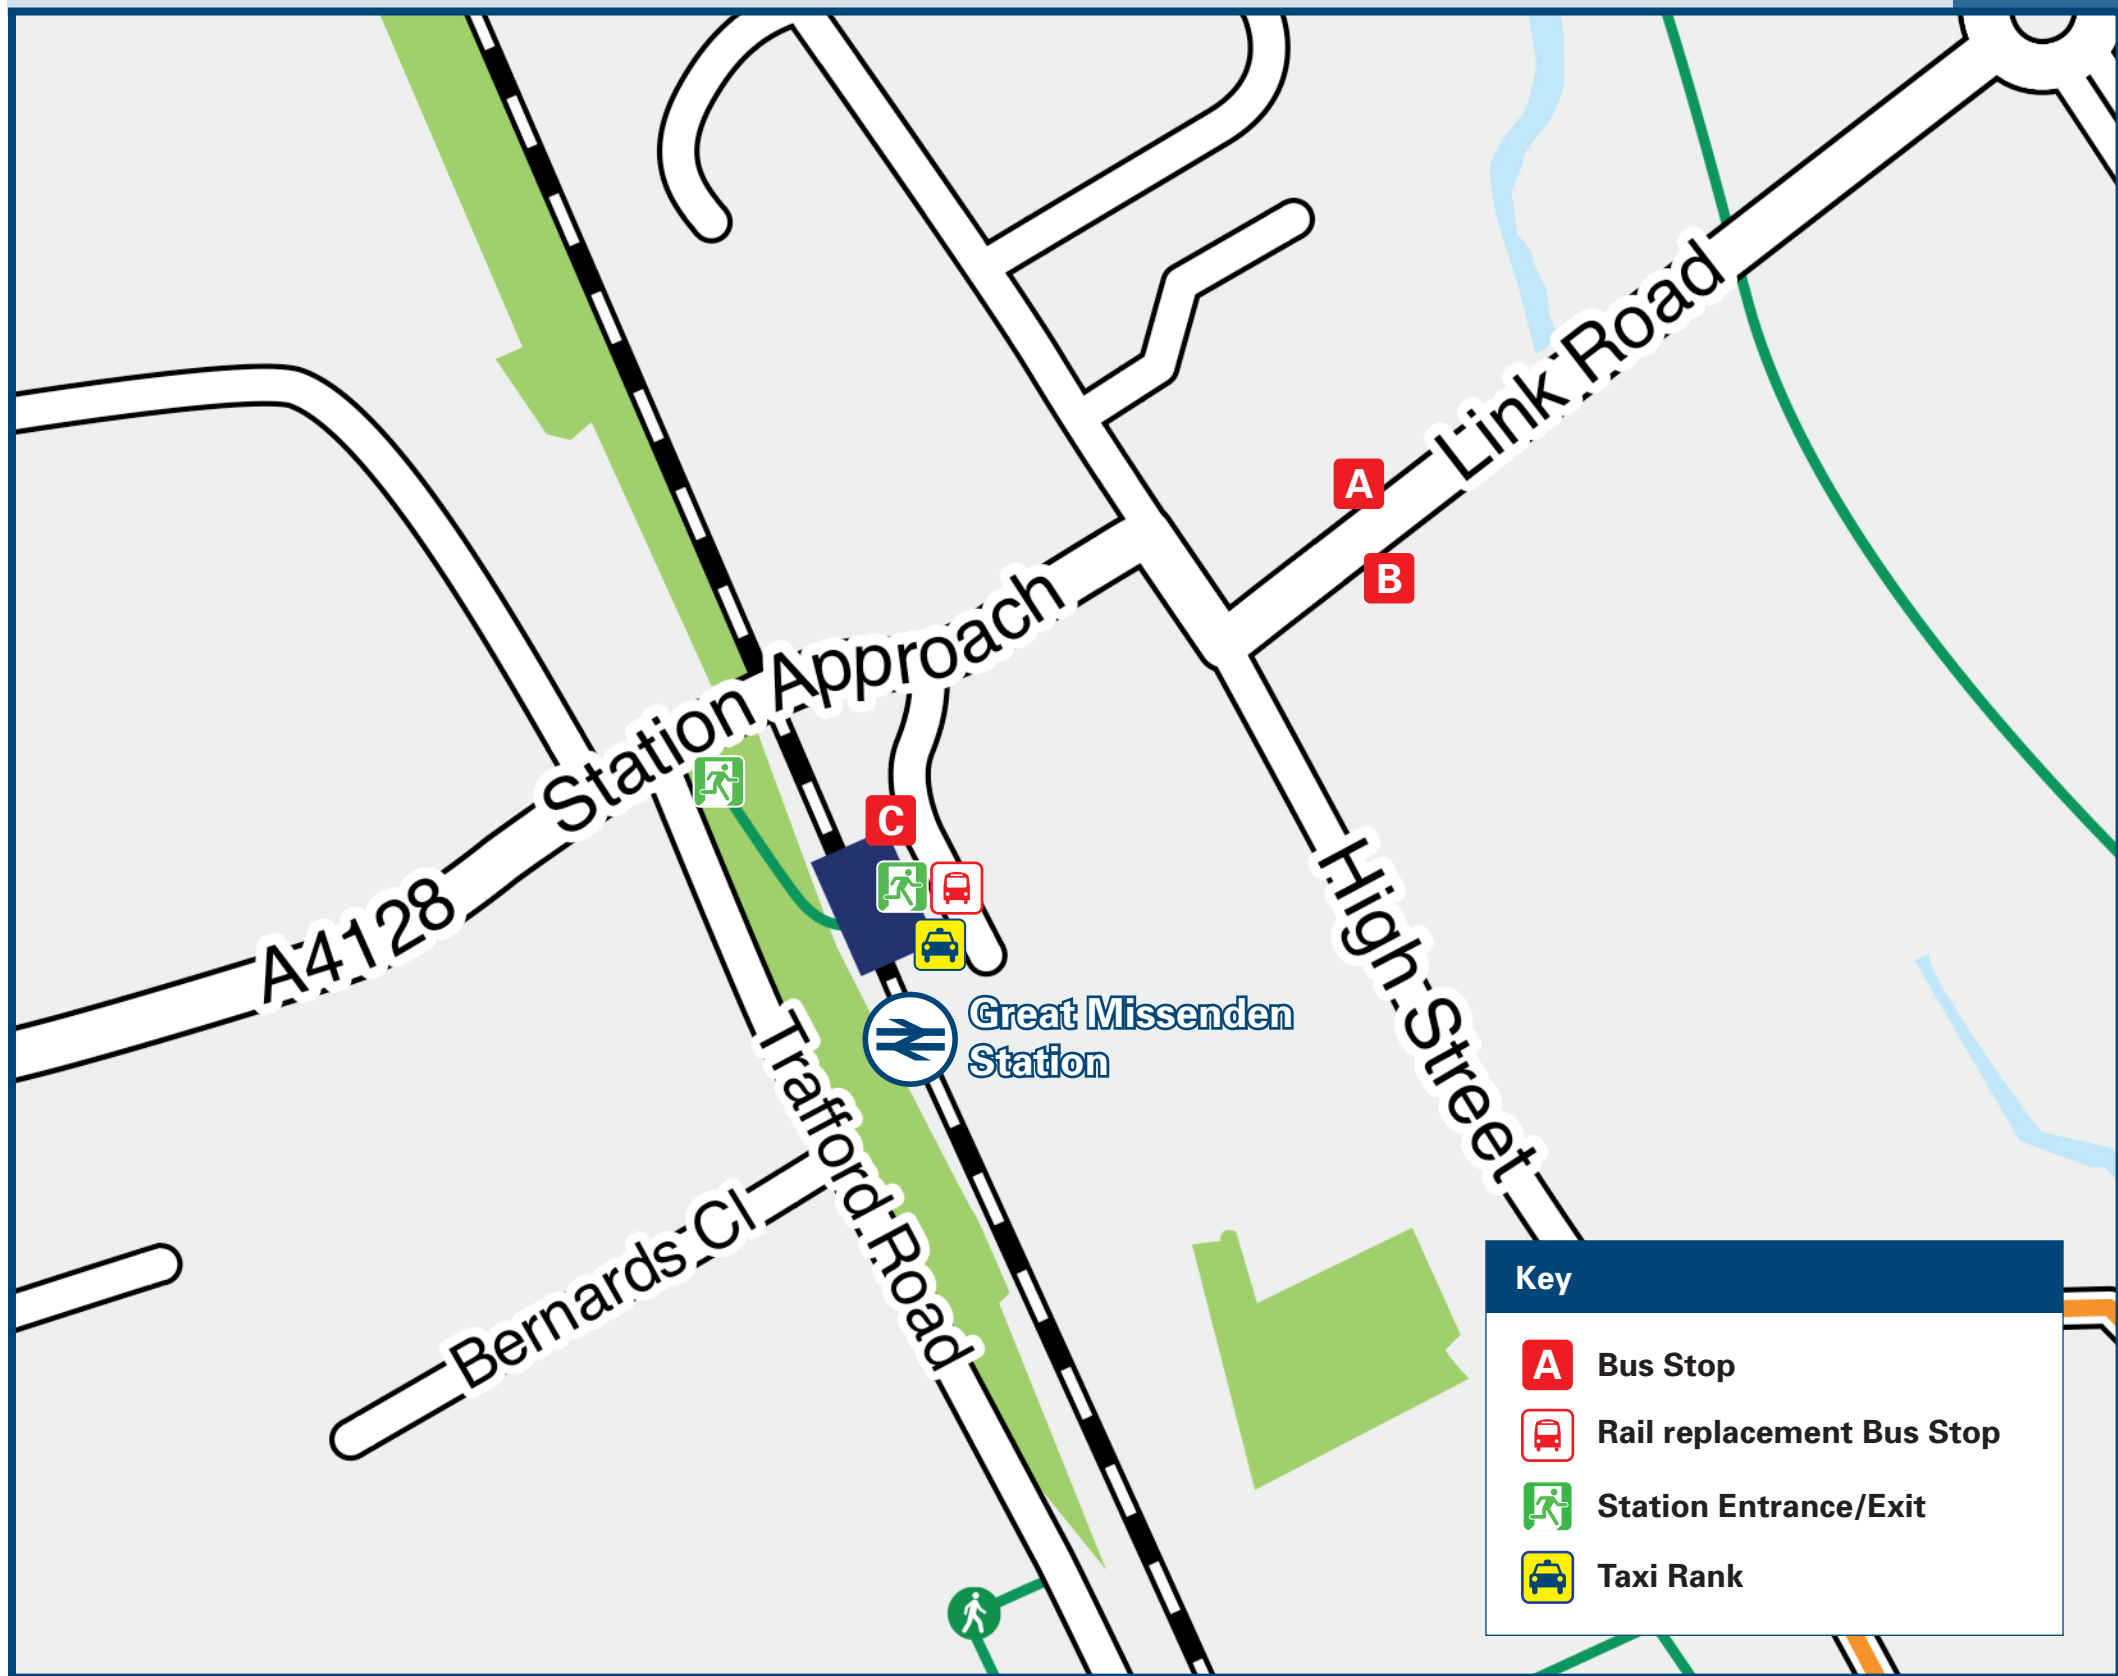 Link Road
A
B
Station Approach
C
A4128
High Street
Great Missenden
Station
Trafford Road
Bernards Cl
Key
A Bus Stop
Rail replacement Bus Stop
Station Entrance/Exit
Taxi Rank